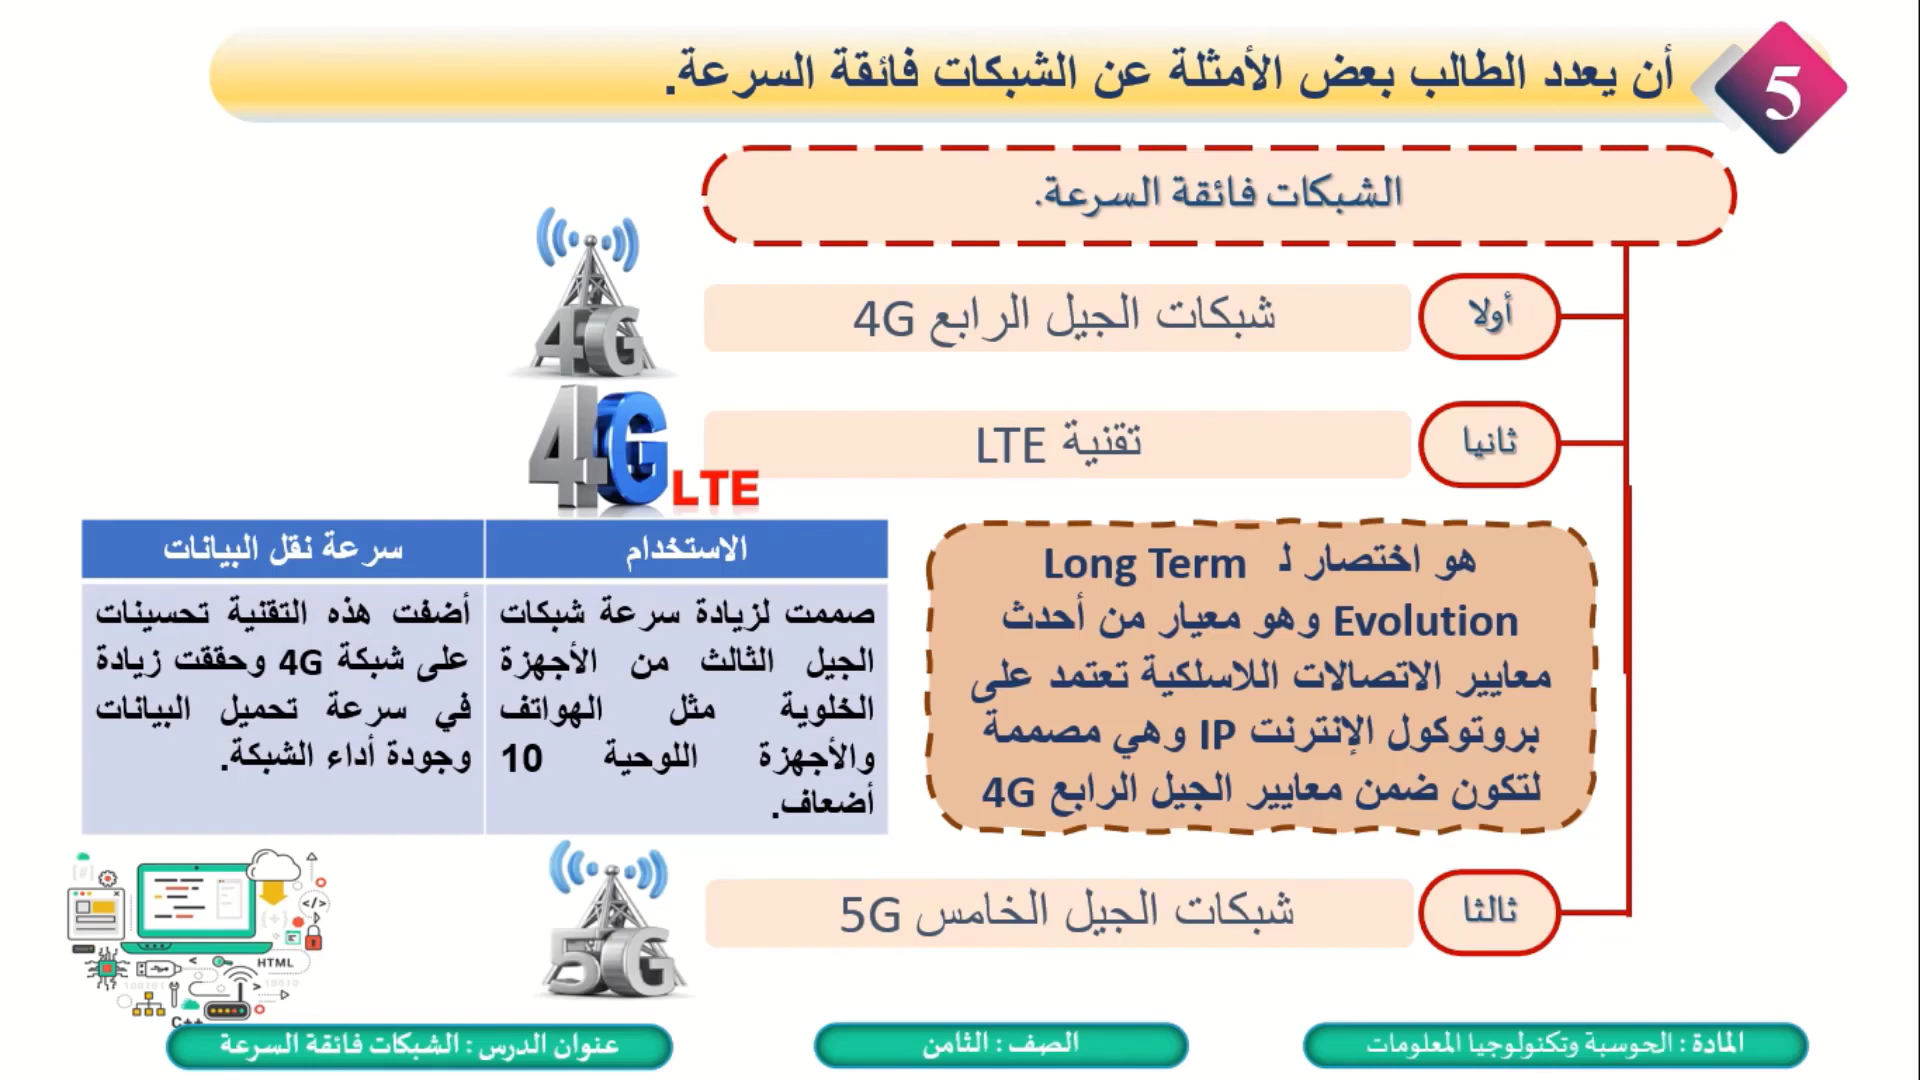 5
أن يعدد الطالب بعض الأمثلة عن الشبكات فائقة السرعة.
الشبكات فائقة السرعة.
أولا
شبكات الجيل الرابع 4G
4G
ثانيا
تقنية LTE
4G LTE
هو اختصار لـ Long Term
Evolution وهو معيار من أحدث
معايير الاتصالات اللاسلكية تعتمد على
بروتوكول الإنترنت IP وهي مصممة
لتكون ضمن معايير الجيل الرابع 4G
الاستخدام
صممت لزيادة سرعة شبكات
الجيل الثالث من الأجهزة
الخلوية مثل الهواتف
والأجهزة اللوحية 10
أضعاف.
سرعة نقل البيانات
أضفت هذه التقنية تحسينات
على شبكة 4G وحققت زيادة
في سرعة تحميل البيانات
وجودة أداء الشبكة.
ثالثا
شبكات الجيل الخامس 5G
5G
</>
HTML
100101
10010
C++
المادة : الحوسبة وتكنولوجيا المعلومات
الصف : الثامن
عنوان الدرس : الشبكات فائقة السرعة